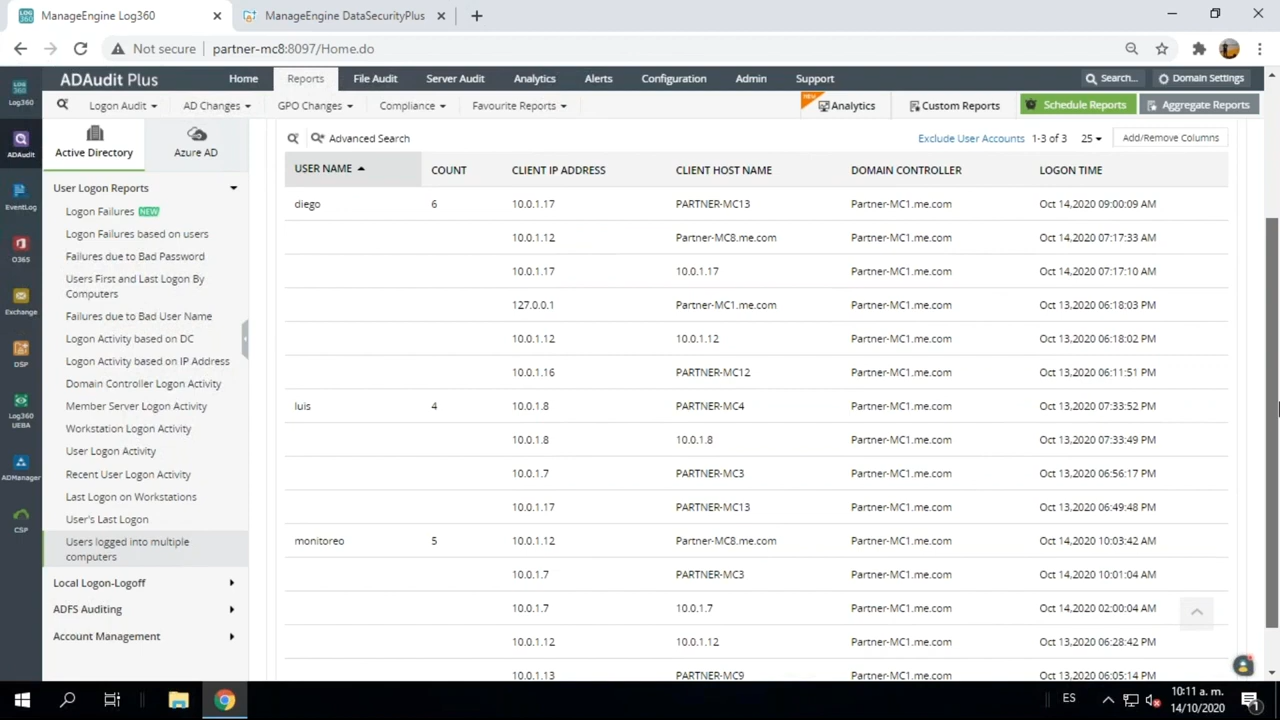 ManageEngine Log360
ManageEngine DataSecurityPlus
Not secure partner-mc8:8097/Home.do
LOG 360
Log360
ADAudit
EventLog
O365
Exchange
DSP
Log360 UEBA
ADManager
CSP
ADAudit Plus
Home Reports File Audit Server Audit Analytics Alerts Configuration Admin Support Search... Domain Settings
Logon Audit AD Changes GPO Changes Compliance Favourite Reports NEW Analytics Custom Reports Schedule Reports Aggregate Reports
Active Directory Azure AD
User Logon Reports
Logon Failures NEW
Logon Failures based on users
Failures due to Bad Password
Users First and Last Logon By
Computers
Failures due to Bad User Name
Logon Activity based on DC
Logon Activity based on IP Address
Domain Controller Logon Activity
Member Server Logon Activity
Workstation Logon Activity
User Logon Activity
Recent User Logon Activity
Last Logon on Workstations
User's Last Logon
Users logged into multiple
computers
Local Logon-Logoff
ADFS Auditing
Account Management
Advanced Search Exclude User Accounts 1-3 of 3 25 Add/Remove Columns
USER NAME COUNT CLIENT IP ADDRESS CLIENT HOST NAME DOMAIN CONTROLLER LOGON TIME
diego 6 10.0.1.17 PARTNER-MC13 Partner-MC1.me.com Oct 14,2020 09:00:09 AM
10.0.1.12 Partner-MC8.me.com Partner-MC1.me.com Oct 14,2020 07:17:33 AM
10.0.1.17 10.0.1.17 Partner-MC1.me.com Oct 14,2020 07:17:10 AM
127.0.0.1 Partner-MC1.me.com Partner-MC1.me.com Oct 13,2020 06:18:03 PM
10.0.1.12 10.0.1.12 Partner-MC1.me.com Oct 13,2020 06:18:02 PM
10.0.1.16 PARTNER-MC12 Partner-MC1.me.com Oct 13,2020 06:11:51 PM
luis 4 10.0.1.8 PARTNER-MC4 Partner-MC1.me.com Oct 13,2020 07:33:52 PM
10.0.1.8 10.0.1.8 Partner-MC1.me.com Oct 13,2020 07:33:49 PM
10.0.1.7 PARTNER-MC3 Partner-MC1.me.com Oct 13,2020 06:56:17 PM
10.0.1.17 PARTNER-MC13 Partner-MC1.me.com Oct 13,2020 06:49:48 PM
monitoreo 5 10.0.1.12 Partner-MC8.me.com Partner-MC1.me.com Oct 14,2020 10:03:42 AM
10.0.1.7 PARTNER-MC3 Partner-MC1.me.com Oct 14,2020 10:01:04 AM
10.0.1.7 10.0.1.7 Partner-MC1.me.com Oct 14,2020 02:00:04 AM
10.0.1.12 10.0.1.12 Partner-MC1.me.com Oct 13,2020 06:28:42 PM
10.0.1.13 PARTNER-MC9 Partner-MC1.me.com Oct 13,2020 06:05:14 PM
ES
10:11 a. m.
14/10/2020
1